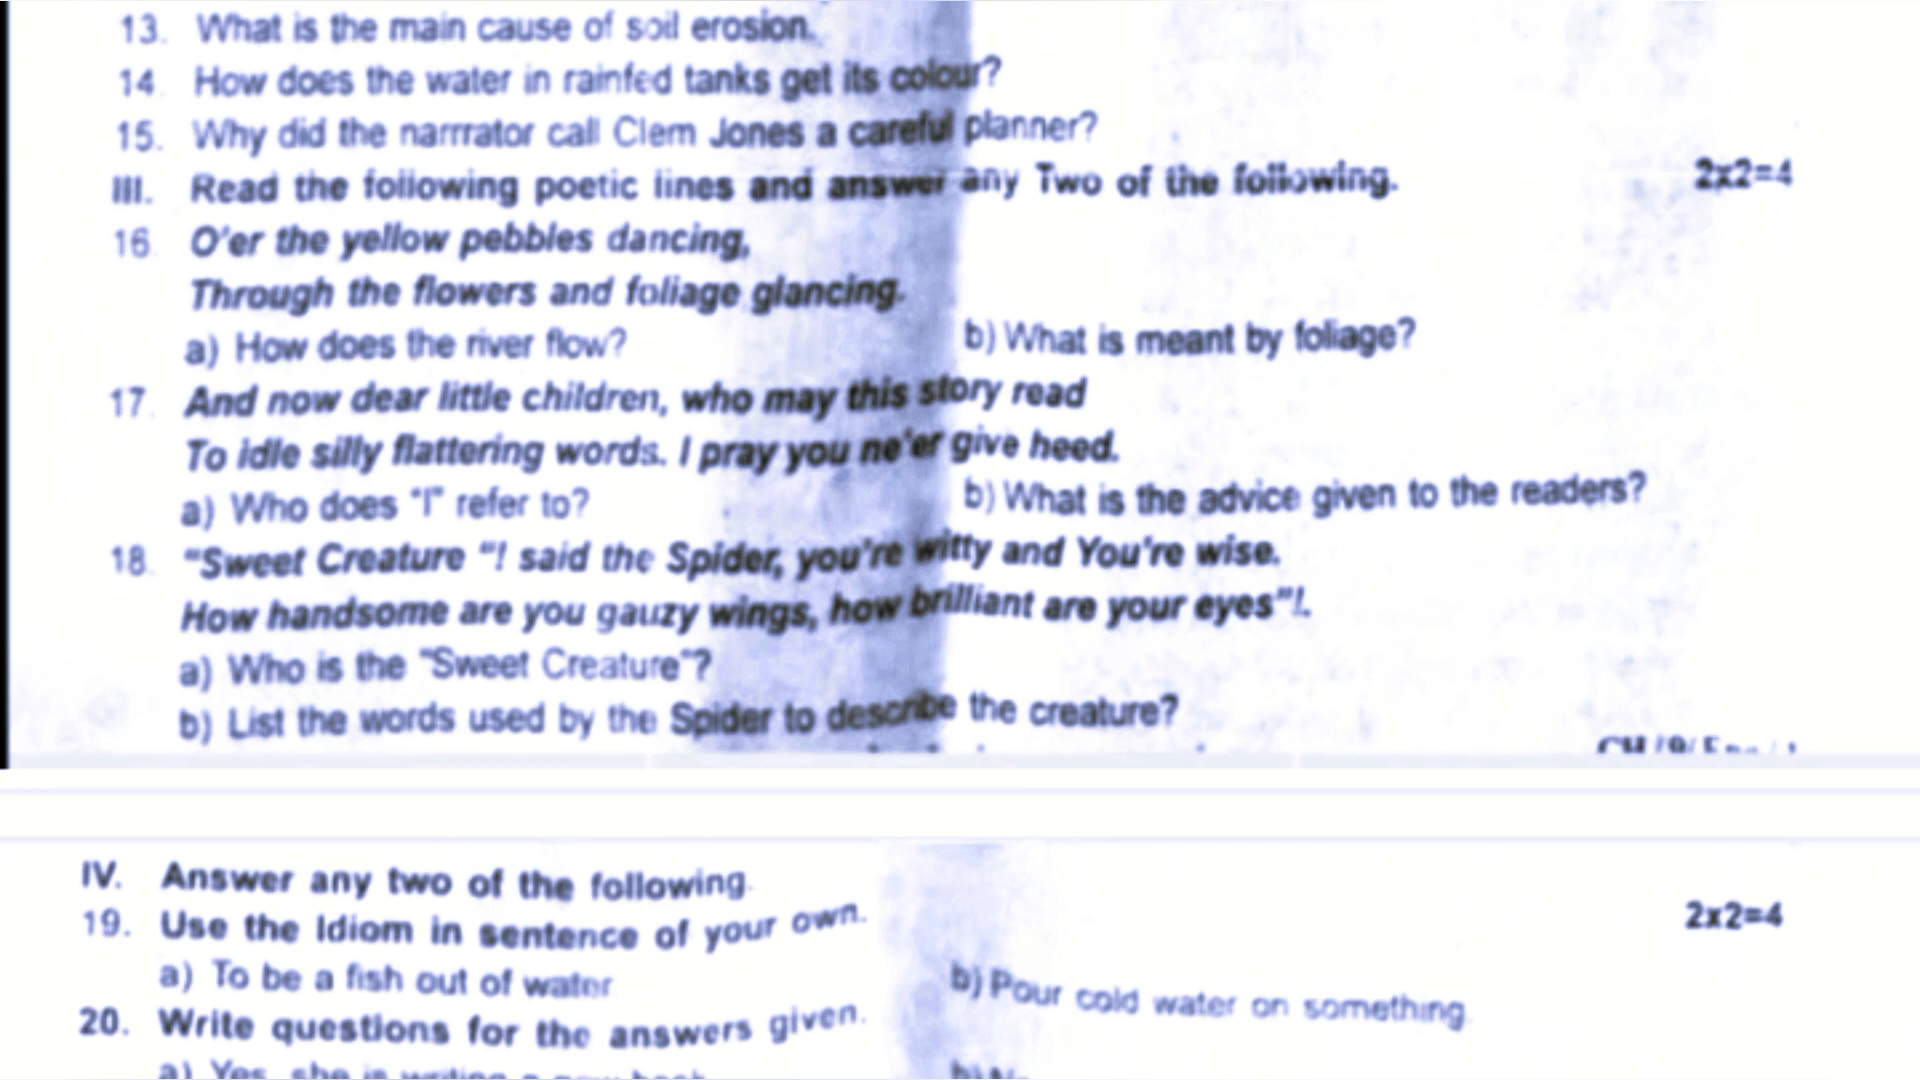 13. What is the main cause of soil erosion.
14. How does the water in rainfed tanks get its colour?
15. Why did the narrrator call Clem Jones a careful planner?
III. Read the following poetic lines and answer any Two of the following. 2x2=4
16. O'er the yellow pebbles dancing,
Through the flowers and foliage glancing.
a) How does the river flow? b) What is meant by foliage?
17. And now dear little children, who may this story read
To idle silly flattering words. I pray you ne'er give heed.
a) Who does "I" refer to? b) What is the advice given to the readers?
18. "Sweet Creature "! said the Spider, you're witty and You're wise.
How handsome are you gauzy wings, how brilliant are your eyes"!.
a) Who is the "Sweet Creature"?
b) List the words used by the Spider to describe the creature?
IV. Answer any two of the following.
2x2=4
19. Use the Idiom in sentence of your own.
a) To be a fish out of water b) Pour cold water on something
20. Write questions for the answers given.
a) Yes, she is writing a new book